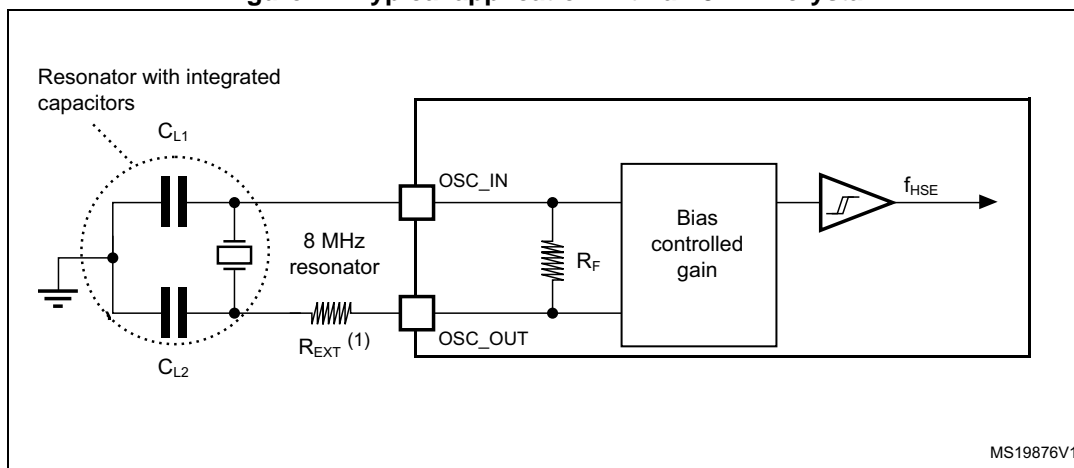 Resonator with integrated
capacitors
CL1
OSC_IN
fHSE
8 MHz
resonator
RF
Bias
controlled
gain
REXT (1)
OSC_OUT
CL2
MS19876V1